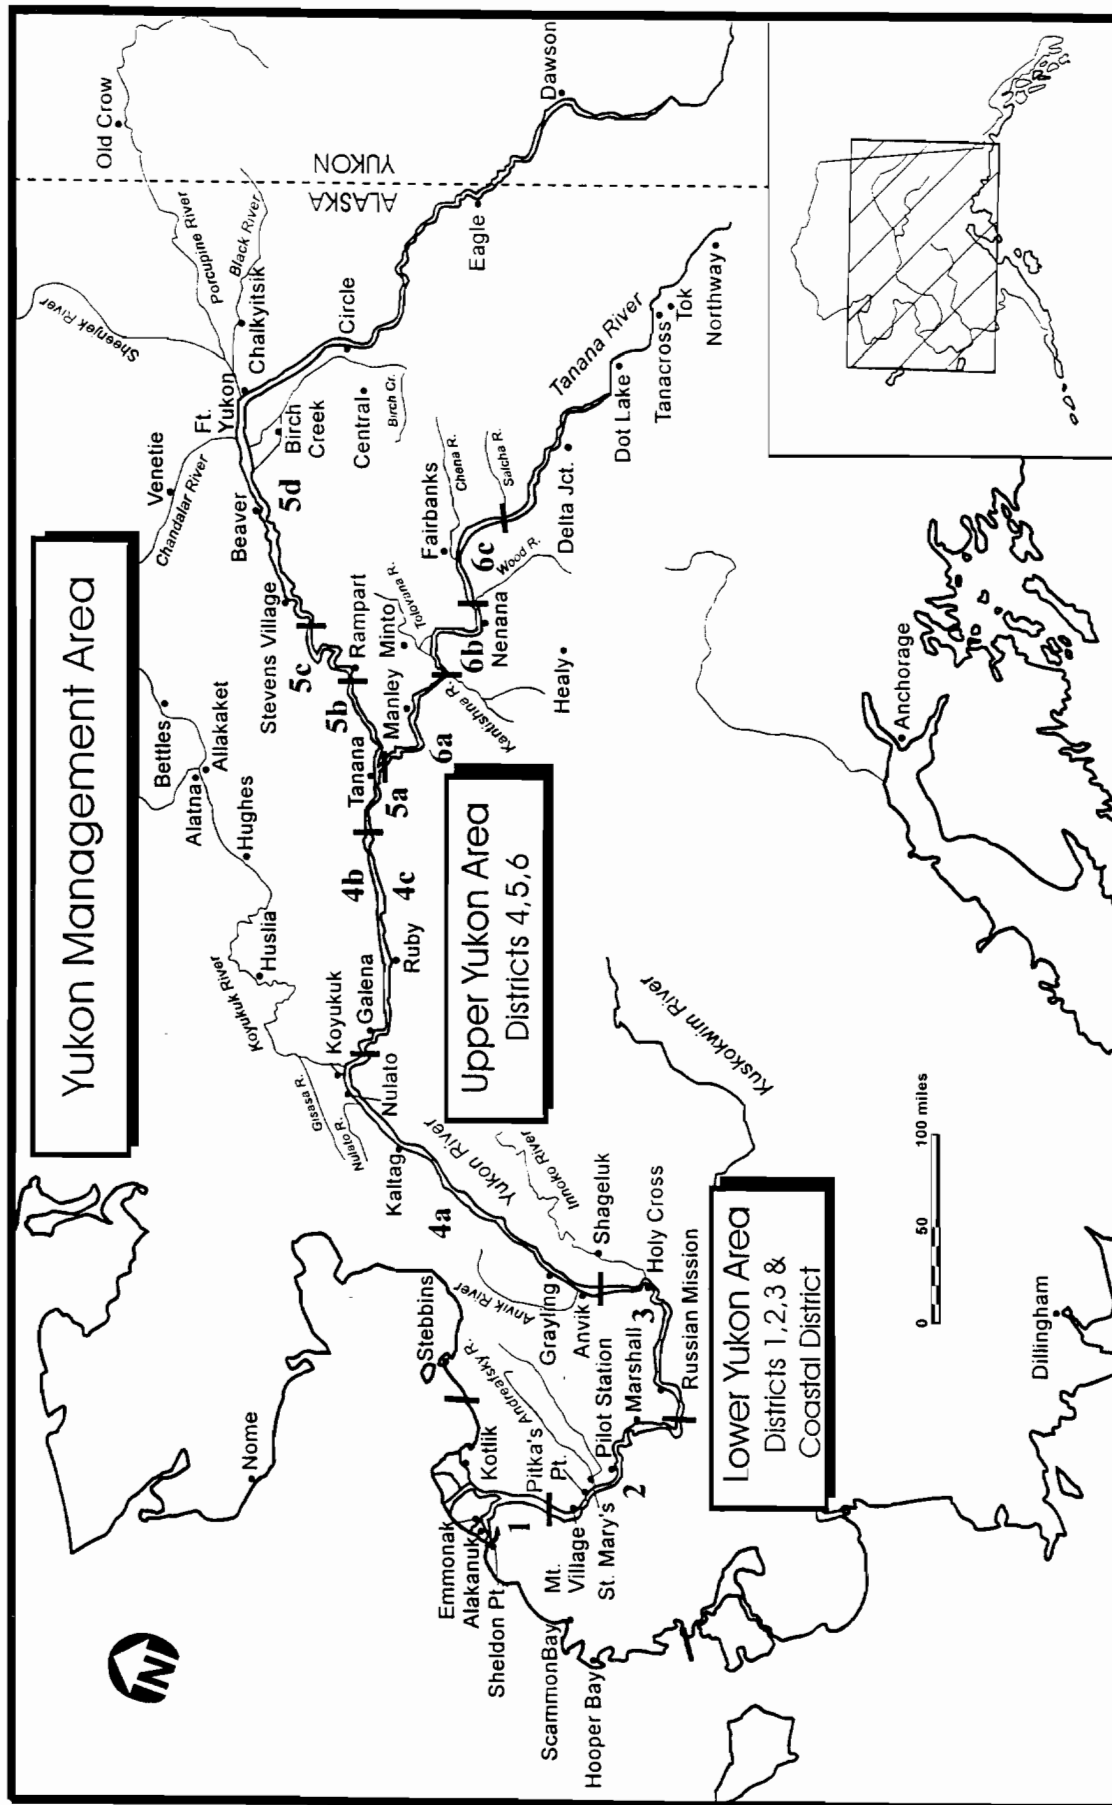 Yukon Management Area
Old Crow
Porcupine River
Black River
Sheenjek River
Chalkyitsik
Ft.
Yukon
Venetie
Chandalar River
Beaver
Birch
Creek
Birch Cr.
Central
Circle
Eagle
Dawson
ALASKA
YUKON
5d
Stevens Village
5c
Rampart
5b
Bettles
Allakaket
Alatna
Hughes
Huslia
Koyukuk River
Koyukuk
Galena
Gisasa R.
Nulato R.
Nulato
Kaltag
Ruby
4b
4c
Tanana
5a
6a
Manley
Minto
Tolovana R.
Kantishna R.
6b
Nenana
Healy
Wood R.
6c
Fairbanks
Chena R.
Salcha R.
Delta Jct.
Tanana River
Dot Lake
Tanacross
Tok
Northway
Upper Yukon Area
Districts 4,5,6
Nome
Stebbins
Kotlik
Emmonak
Alakanuk
Sheldon Pt.
ScammonBay
Hooper Bay
1
Mt.
Village
Pitka's
Pt.
St. Mary's
Andreafsky R.
Pilot Station
2
Marshall
Russian Mission
3
Holy Cross
Shageluk
Innoko River
Anvik
Grayling
Anvik River
4a
Yukon River
Kuskokwim River
Lower Yukon Area
Districts 1,2,3 &
Coastal District
0 50 100 miles
Dillingham
Anchorage
N